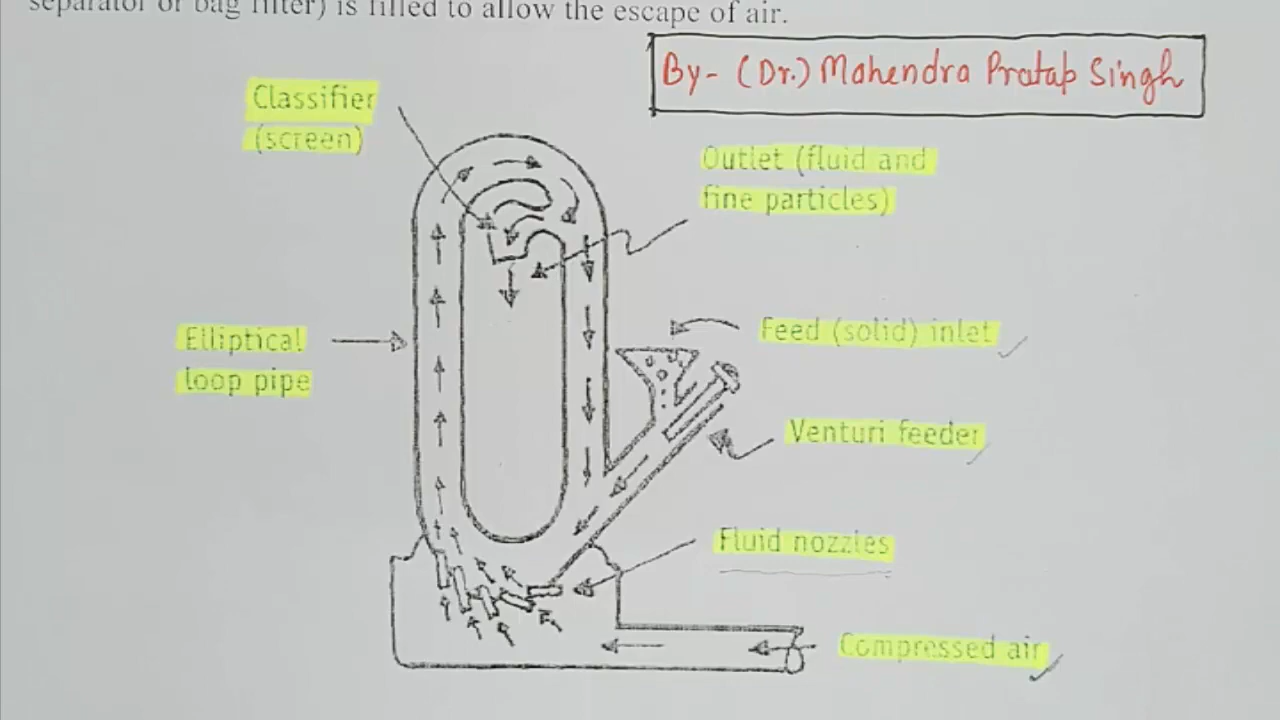 separator or bag filter) is filled to allow the escape of air.
By- (Dr.) Mahendra Pratap Singh
Classifier
(screen)
Outlet (fluid and
fine particles)
Elliptical
loop pipe
Feed (solid) inlet
Venturi feeder
Fluid nozzles
Compressed air